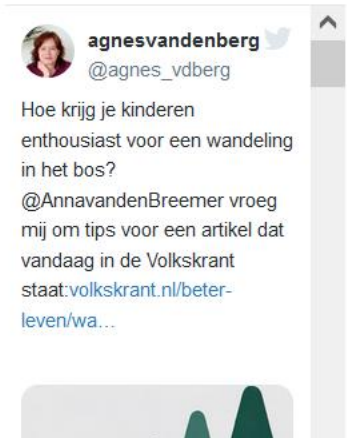 agnesvandenberg
@agnes_vdberg
Hoe krijg je kinderen
enthousiast voor een wandeling
in het bos?
@AnnavandenBreemer vroeg
mij om tips voor een artikel dat
vandaag in de Volkskrant
staat:volkskrant.nl/beter-
leven/wa…